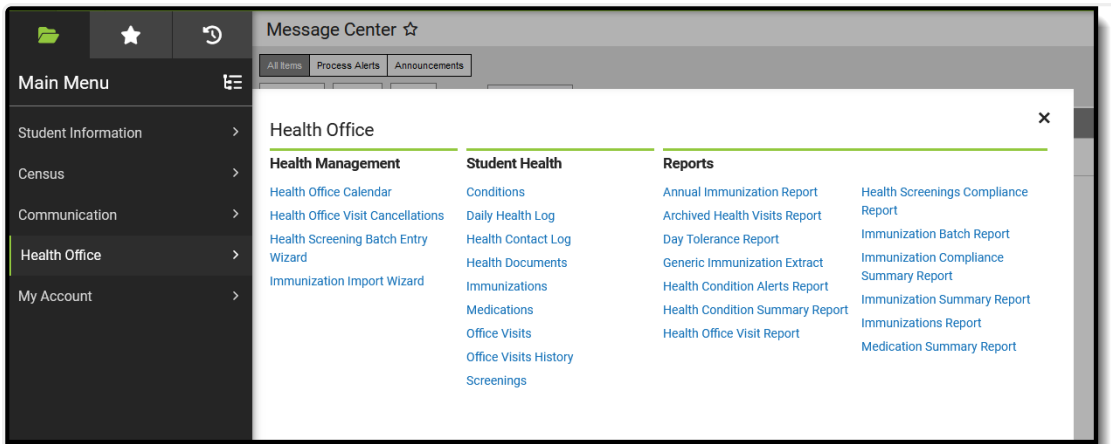 Message Center
All Items Process Alerts Announcements
Main Menu
Student Information
Census
Communication
Health Office
My Account
Health Office
Health Management
Health Office Calendar
Health Office Visit Cancellations
Health Screening Batch Entry
Wizard
Immunization Import Wizard
Student Health
Conditions
Daily Health Log
Health Contact Log
Health Documents
Immunizations
Medications
Office Visits
Office Visits History
Screenings
Reports
Annual Immunization Report
Archived Health Visits Report
Day Tolerance Report
Generic Immunization Extract
Health Condition Alerts Report
Health Condition Summary Report
Health Office Visit Report
Health Screenings Compliance
Report
Immunization Batch Report
Immunization Compliance
Summary Report
Immunization Summary Report
Immunizations Report
Medication Summary Report